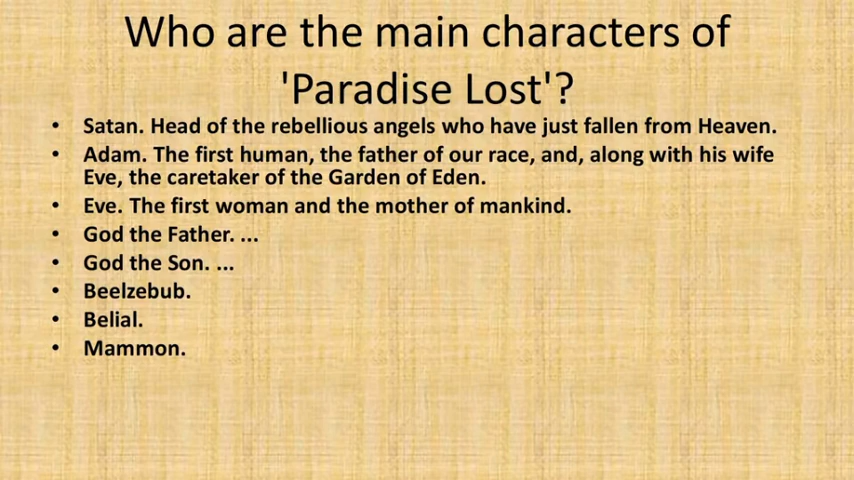 Who are the main characters of
'Paradise Lost'?
• Satan. Head of the rebellious angels who have just fallen from Heaven.
• Adam. The first human, the father of our race, and, along with his wife
Eve, the caretaker of the Garden of Eden.
• Eve. The first woman and the mother of mankind.
• God the Father. ...
• God the Son. ...
• Beelzebub.
• Belial.
• Mammon.